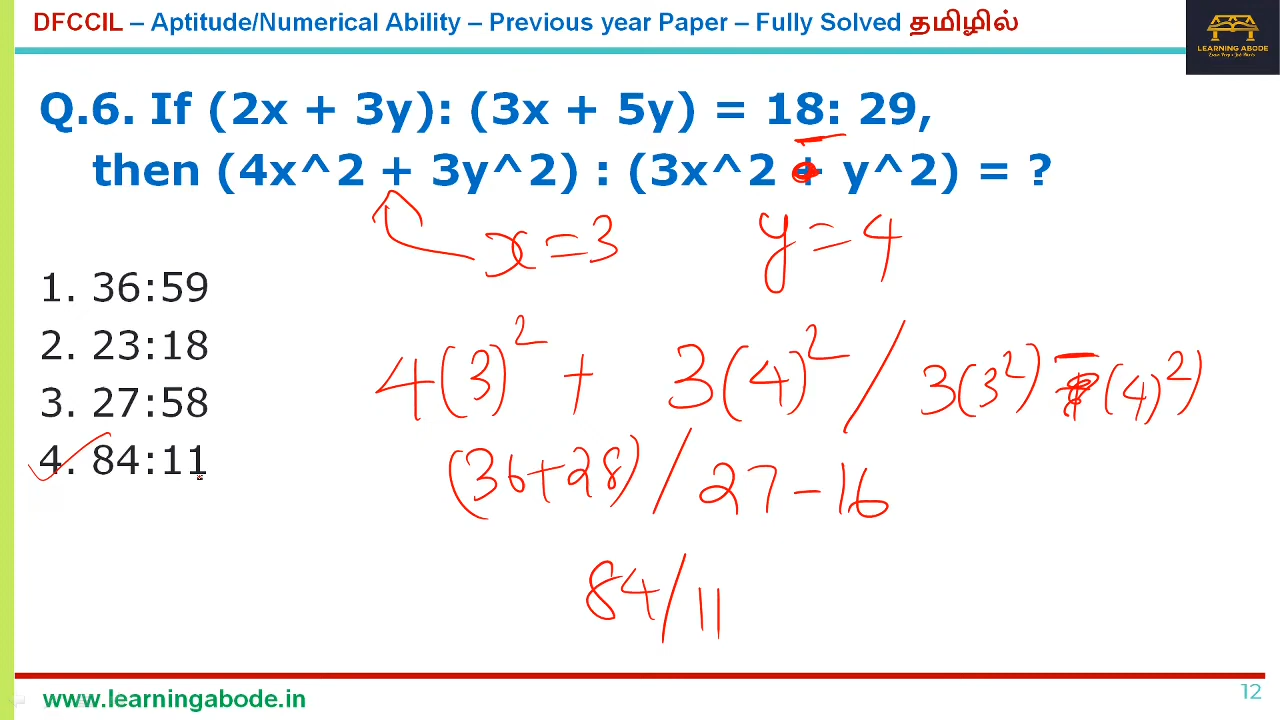 DFCCIL – Aptitude/Numerical Ability – Previous year Paper – Fully Solved தமிழில்
LEARNING ABODE
Q.6. If (2x + 3y): (3x + 5y) = 18: 29,
then (4x^2 + 3y^2) : (3x^2 - y^2) = ?
x = 3 y = 4
1. 36:59
2. 23:18
3. 27:58
4. 84:11
4(3)² + 3(4)² / 3(3²) - (4)²)
(36+28) / 27 - 16
84/11
www.learningabode.in
12